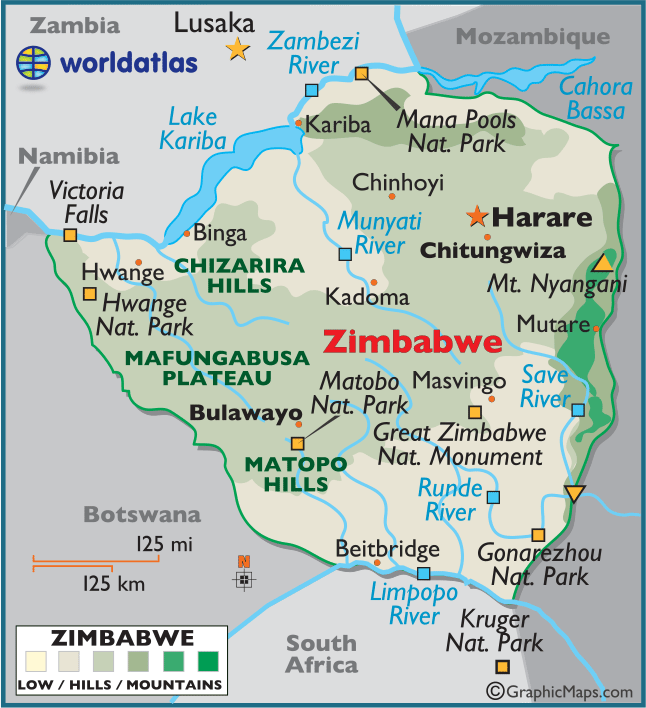 Zambia
Lusaka
Mozambique
worldatlas
Zambezi
River
Cahora
Bassa
Lake
Kariba
Kariba
Mana Pools
Nat. Park
Namibia
Victoria
Falls
Chinhoyi
Munyati
River
Harare
Binga
Chitungwiza
Hwange
CHIZARIRA
HILLS
Mt. Nyangani
Hwange
Nat. Park
Kadoma
Mutare
Zimbabwe
MAFUNGABUSA
PLATEAU
Matobo
Nat. Park
Masvingo
Save
River
Bulawayo
Great Zimbabwe
Nat. Monument
MATOPO
HILLS
Runde
River
Botswana
125 mi
125 km
N
Beitbridge
Gonarezhou
Nat. Park
Limpopo
River
Kruger
Nat. Park
South
Africa
ZIMBABWE
LOW / HILLS / MOUNTAINS
©GraphicMaps.com